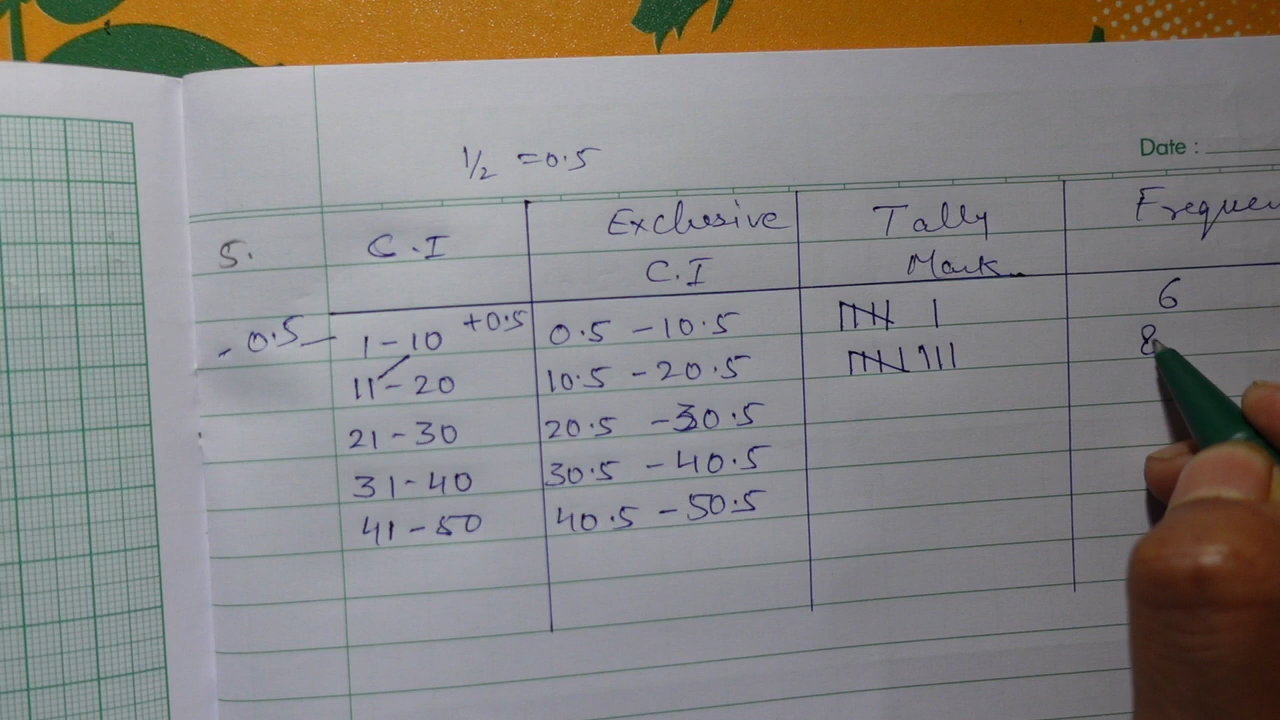 1/2 = 0.5
Date :
5. C.I Exclusive Tally
C.I Mark Frequen
- 0.5 1 - 10 +0.5 0.5 - 10.5 𝍸 | 6
11 - 20 10.5 - 20.5 𝍸 ||| 8
21 - 30 20.5 - 30.5
31 - 40 30.5 - 40.5
41 - 50 40.5 - 50.5